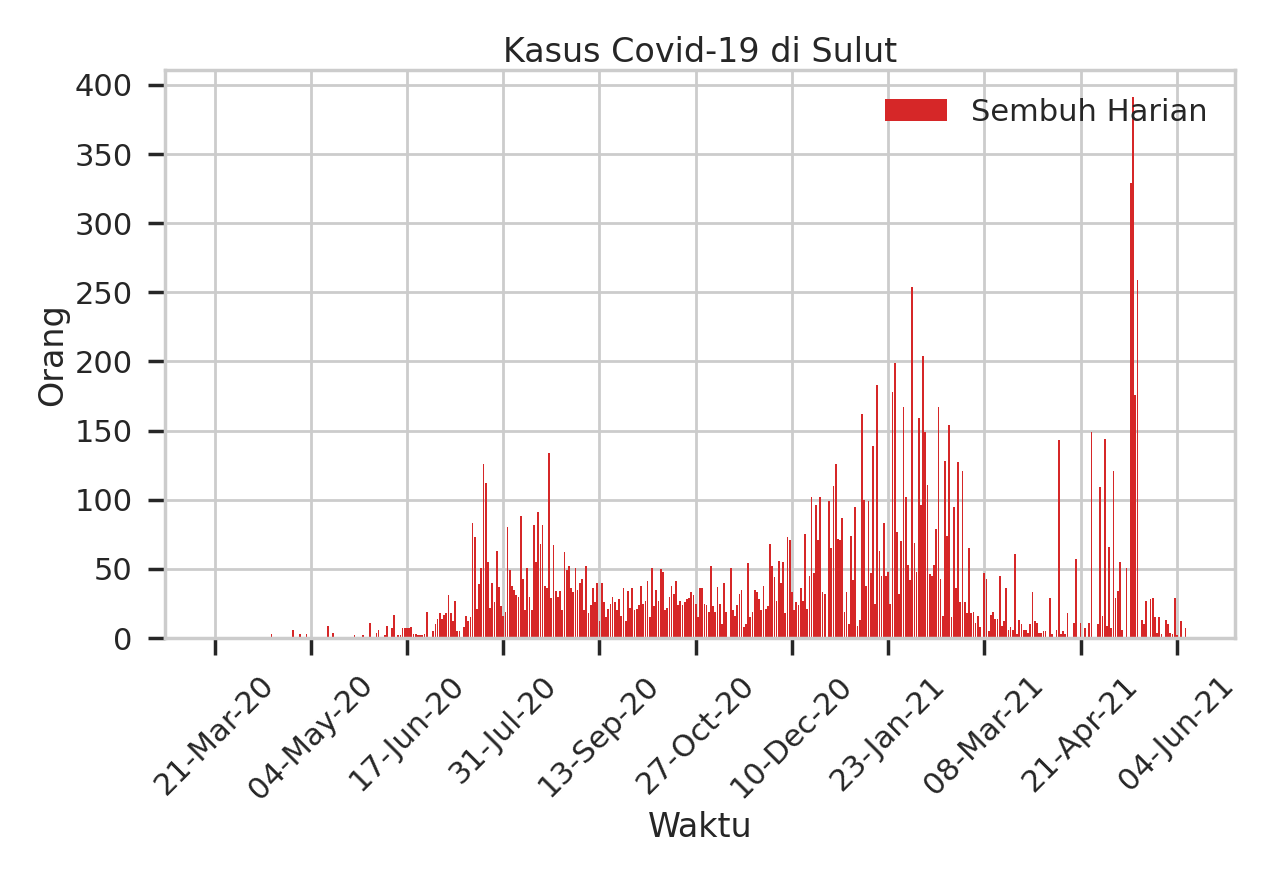 Kasus Covid-19 di Sulut
Sembuh Harian
400
350
300
250
200
150
100
50
0
Orang
21-Mar-20
04-May-20
17-Jun-20
31-Jul-20
13-Sep-20
27-Oct-20
10-Dec-20
23-Jan-21
08-Mar-21
21-Apr-21
04-Jun-21
Waktu